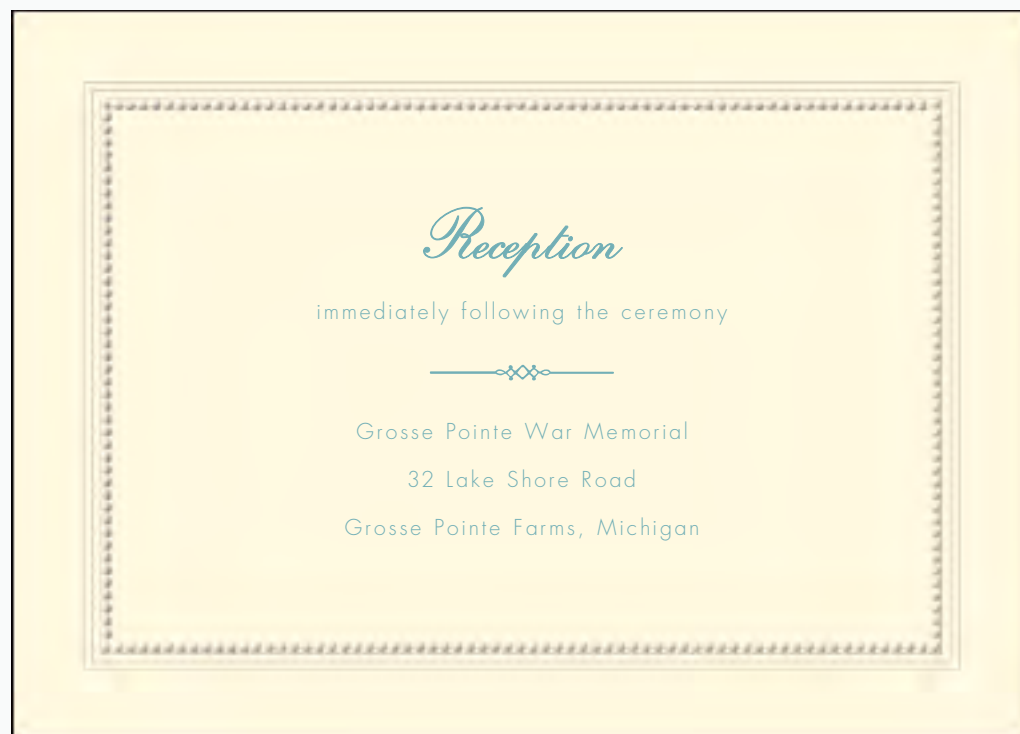 Reception
immediately following the ceremony
Grosse Pointe War Memorial
32 Lake Shore Road
Grosse Pointe Farms, Michigan